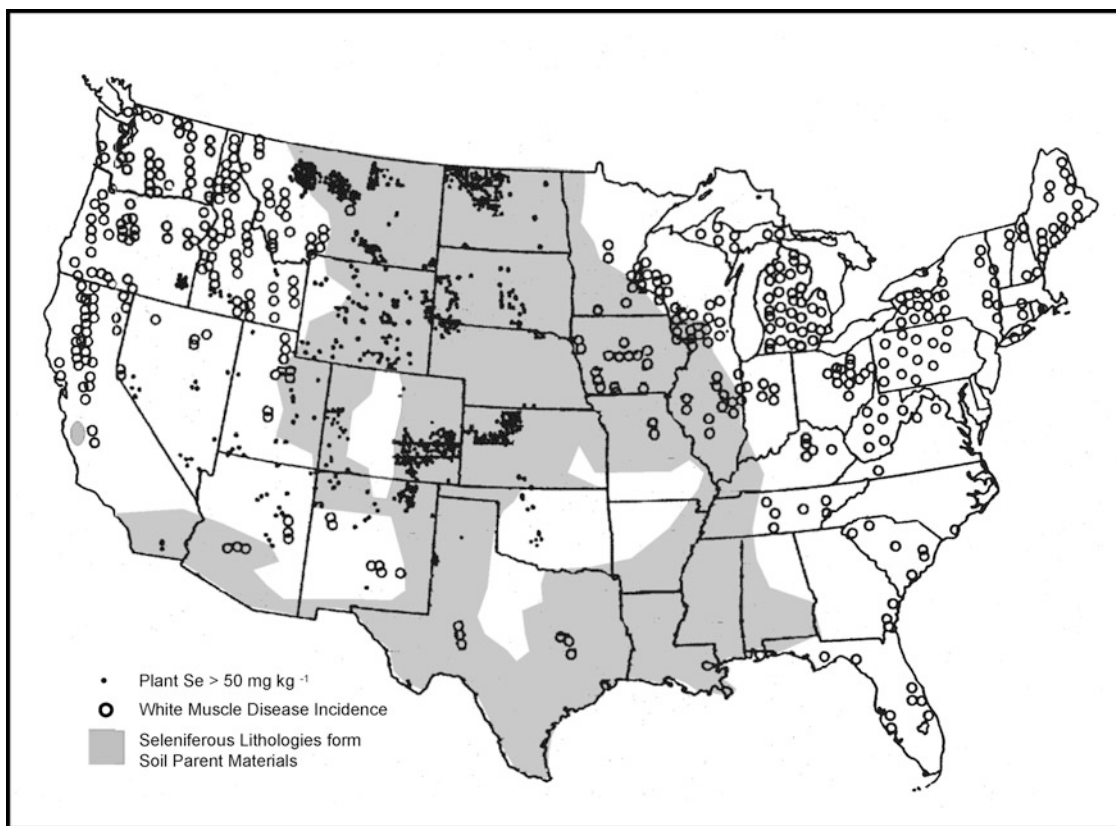 Plant Se > 50 mg kg ⁻¹
White Muscle Disease Incidence
Seleniferous Lithologies form
Soil Parent Materials